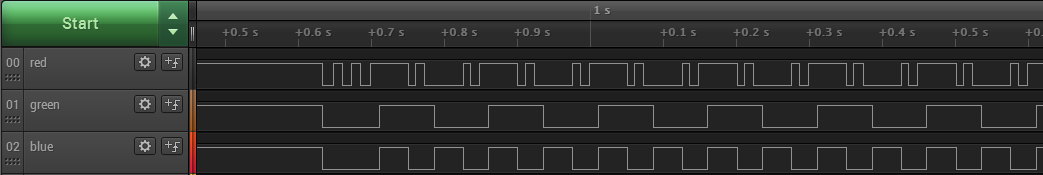 Start
1 s
+0.5 s +0.6 s +0.7 s +0.8 s +0.9 s +0.1 s +0.2 s +0.3 s +0.4 s +0.5 s +0.
00 red
01 green
02 blue